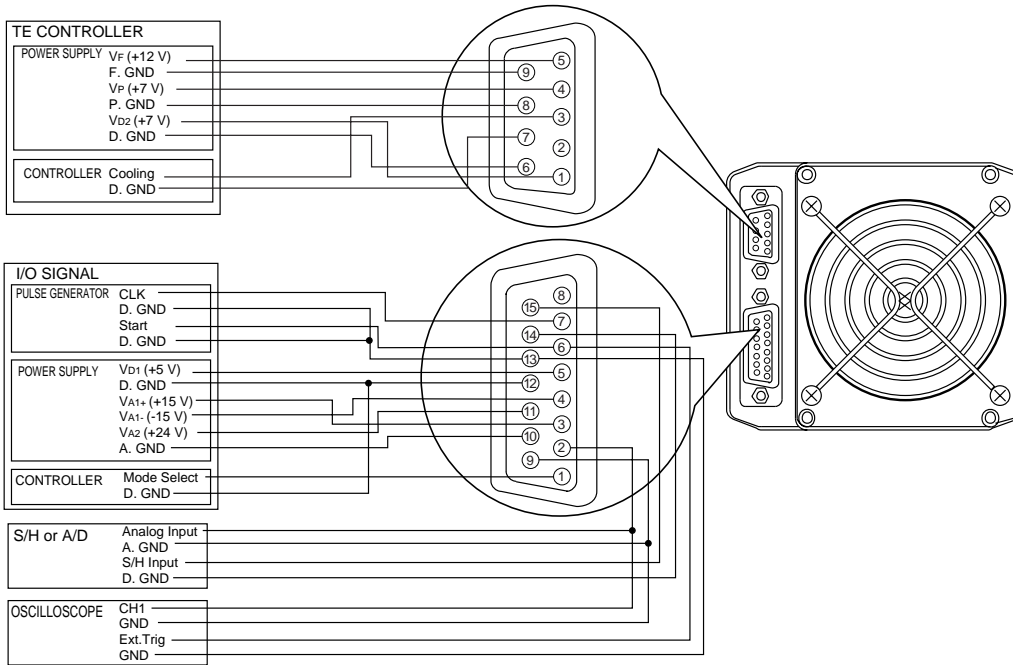 TE CONTROLLER
POWER SUPPLY
VF (+12 V)
F. GND
VP (+7 V)
P. GND
VD2 (+7 V)
D. GND
CONTROLLER
Cooling
D. GND
5
9
4
8
3
7
2
6
1
I/O SIGNAL
PULSE GENERATOR
CLK
D. GND
Start
D. GND
POWER SUPPLY
VD1 (+5 V)
D. GND
VA1+ (+15 V)
VA1- (-15 V)
VA2 (+24 V)
A. GND
CONTROLLER
Mode Select
D. GND
8
15
7
14
6
13
5
12
4
11
3
10
2
9
1
S/H or A/D
Analog Input
A. GND
S/H Input
D. GND
OSCILLOSCOPE
CH1
GND
Ext.Trig
GND